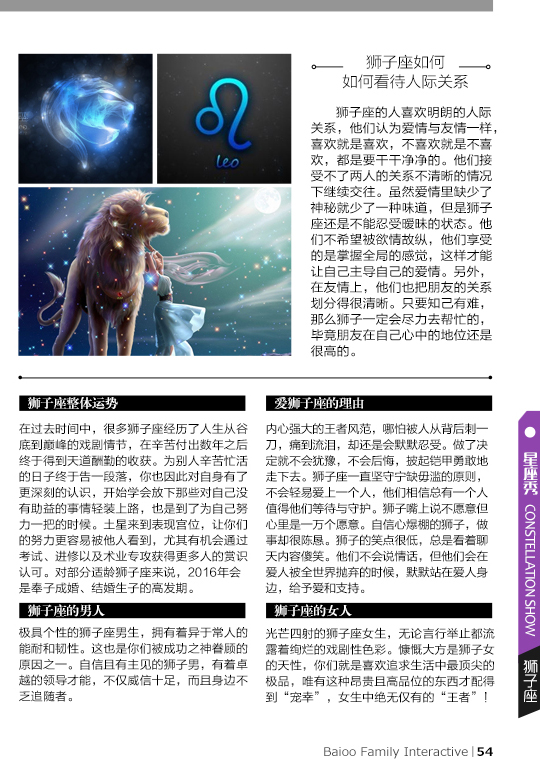 leo
狮子座如何
如何看待人际关系
狮子座的人喜欢明朗的人际
关系，他们认为爱情与友情一样，
喜欢就是喜欢，不喜欢就是不喜
欢，都是要干干净净的。他们接
受不了两人的关系不清晰的情况
下继续交往。虽然爱情里缺少了
神秘就少了一种味道，但是狮子
座还是不能忍受暧昧的状态。他
们不希望被欲情故纵，他们享受
的是掌握全局的感觉，这样才能
让自己主导自己的爱情。另外，
在友情上，他们也把朋友的关系
划分得很清晰。只要知己有难，
那么狮子一定会尽力去帮忙的，
毕竟朋友在自己心中的地位还是
很高的。
狮子座整体运势
在过去时间中，很多狮子座经历了人生从谷
底到巅峰的戏剧情节，在辛苦付出数年之后
终于得到天道酬勤的收获。为别人辛苦忙活
的日子终于告一段落，你也因此对自身有了
更深刻的认识，开始学会放下那些对自己没
有助益的事情轻装上路，也是到了为自己努
力一把的时候。土星来到表现宫位，让你们
的努力更容易被他人看到，尤其有机会通过
考试、进修以及术业专攻获得更多人的赏识
认可。对部分适龄狮子座来说，2016年会
是奉子成婚、结婚生子的高发期。
爱狮子座的理由
内心强大的王者风范，哪怕被人从背后刺一
刀，痛到流泪，却还是会默默忍受。做了决
定就不会犹豫，不会后悔，披起铠甲勇敢地
走下去。狮子座一直坚守宁缺毋滥的原则，
不会轻易爱上一个人，他们相信总有一个人
值得他们等待与守护。狮子嘴上说不愿意但
心里是一万个愿意。自信心爆棚的狮子，做
事却很陈恳。狮子的笑点很低，总是看着聊
天内容傻笑。他们不会说情话，但他们会在
爱人被全世界抛弃的时候，默默站在爱人身
边，给予爱和支持。
狮子座的男人
极具个性的狮子座男生，拥有着异于常人的
能耐和韧性。这也是你们被成功之神眷顾的
原因之一。自信且有主见的狮子男，有着卓
越的领导才能，不仅威信十足，而且身边不
乏追随者。
狮子座的女人
光芒四射的狮子座女生，无论言行举止都流
露着绚烂的戏剧性色彩。慷慨大方是狮子女
的天性，你们就是喜欢追求生活中最顶尖的
极品，唯有这种昂贵且高品位的东西才配得
到“宠幸”，女生中绝无仅有的“王者”！
星座秀 CONSTELLATION SHOW
狮子座
Baioo Family Interactive | 54